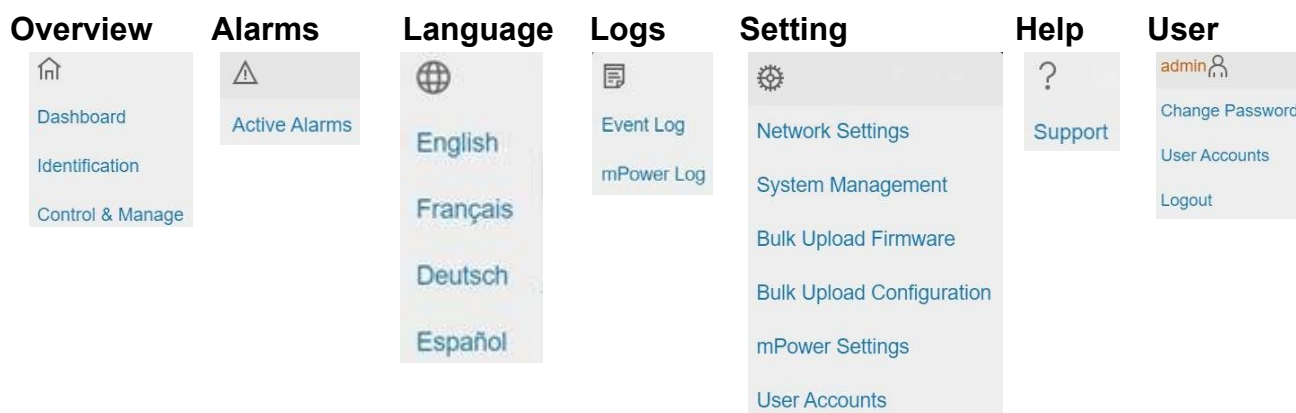 Overview
Dashboard
Identification
Control & Manage
Alarms
Active Alarms
Language
English
Français
Deutsch
Español
Logs
Event Log
mPower Log
Setting
Network Settings
System Management
Bulk Upload Firmware
Bulk Upload Configuration
mPower Settings
User Accounts
Help
?
Support
User
admin
Change Password
User Accounts
Logout